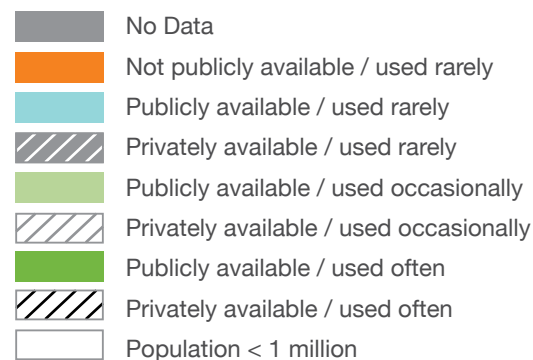 No Data
Not publicly available / used rarely
Publicly available / used rarely
Privately available / used rarely
Publicly available / used occasionally
Privately available / used occasionally
Publicly available / used often
Privately available / used often
Population < 1 million